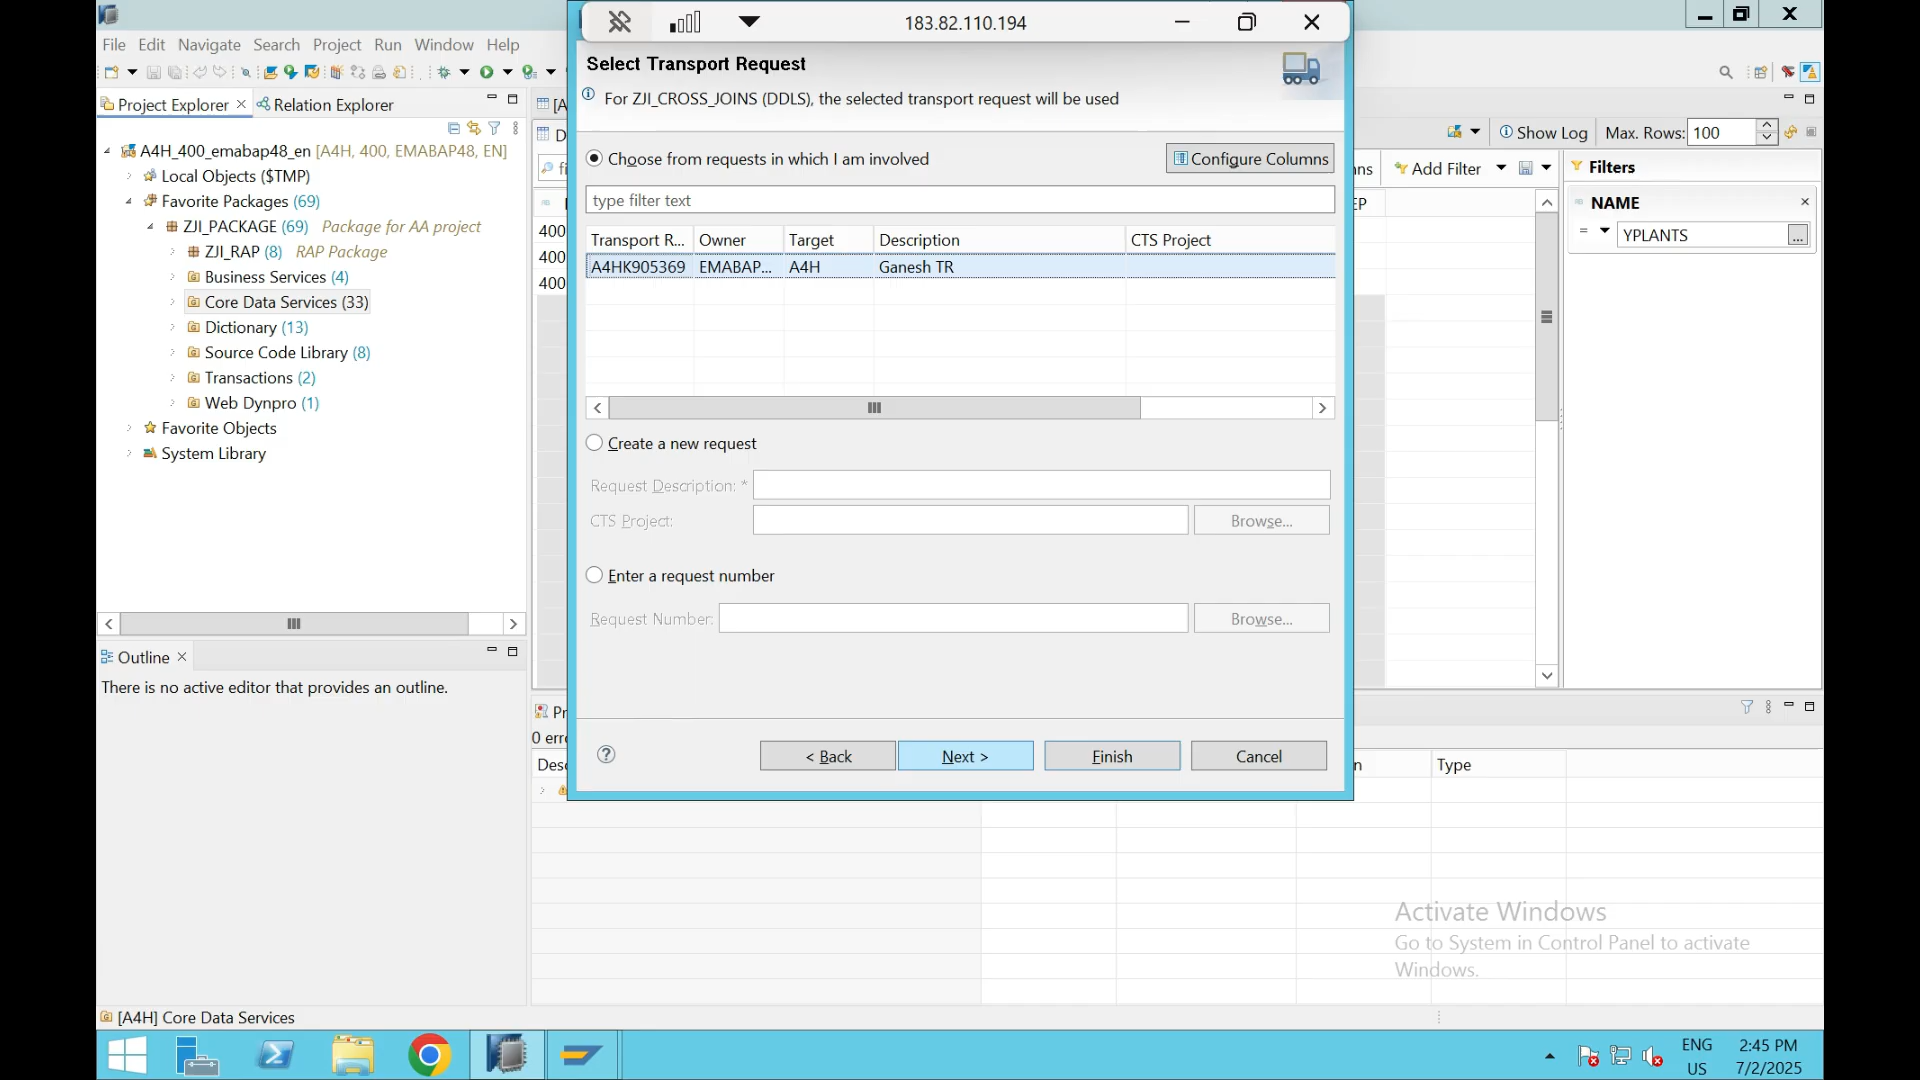 183.82.110.194
File Edit Navigate Search Project Run Window Help
Project Explorer
Relation Explorer
A4H_400_emabap48_en [A4H, 400, EMABAP48, EN]
Local Objects ($TMP)
Favorite Packages (69)
ZJI_PACKAGE (69) Package for AA project
ZJI_RAP (8) RAP Package
Business Services (4)
Core Data Services (33)
Dictionary (13)
Source Code Library (8)
Transactions (2)
Web Dynpro (1)
Favorite Objects
System Library
Outline
There is no active editor that provides an outline.
400
400
400
Select Transport Request
For ZJI_CROSS_JOINS (DDLS), the selected transport request will be used
Choose from requests in which I am involved
Configure Columns
type filter text
Transport R... Owner Target Description CTS Project
A4HK905369 EMABAP... A4H Ganesh TR
Create a new request
Request Description: *
CTS Project:
Browse...
Enter a request number
Request Number:
Browse...
< Back
Next >
Finish
Cancel
Show Log
Max. Rows: 100
Add Filter
Filters
NAME
= YPLANTS
...
Type
Activate Windows
Go to System in Control Panel to activate
Windows.
[A4H] Core Data Services
ENG
US
2:45 PM
7/2/2025